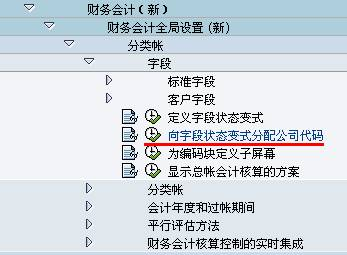 财务会计（新）
财务会计全局设置 (新)
分类帐
字段
标准字段
客户字段
定义字段状态变式
向字段状态变式分配公司代码
为编码块定义子屏幕
显示总帐会计核算的方案
分类帐
会计年度和过帐期间
平行评估方法
财务会计核算控制的实时集成